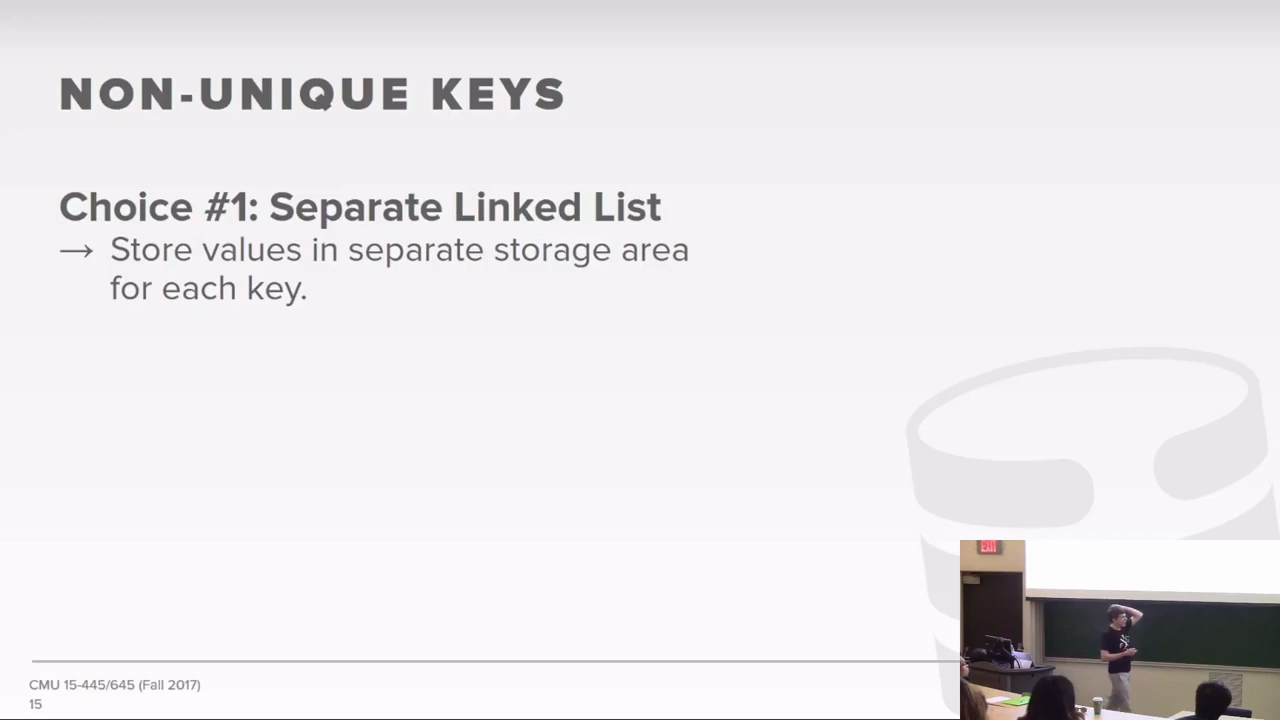 NON-UNIQUE KEYS
Choice #1: Separate Linked List
→ Store values in separate storage area
for each key.
CMU 15-445/645 (Fall 2017)
15
EXIT